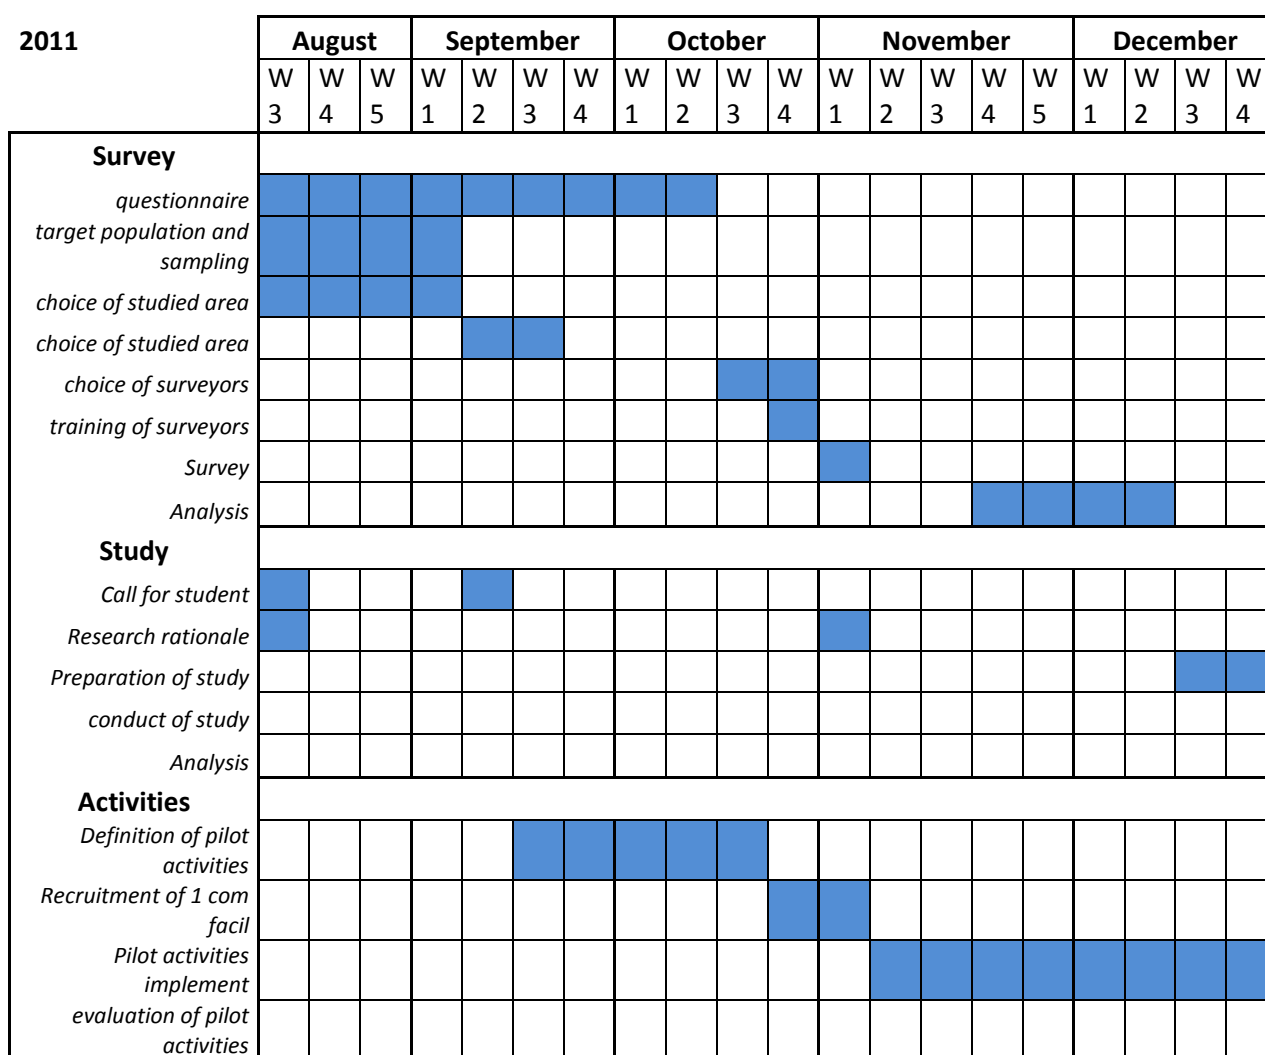 2011 August September October November December
W W W W W W W W W W W W W W W W W W W W
3 4 5 1 2 3 4 1 2 3 4 1 2 3 4 5 1 2 3 4
Survey
questionnaire
target population and
sampling
choice of studied area
choice of studied area
choice of surveyors
training of surveyors
Survey
Analysis
Study
Call for student
Research rationale
Preparation of study
conduct of study
Analysis
Activities
Definition of pilot
activities
Recruitment of 1 com
facil
Pilot activities
implement
evaluation of pilot
activities